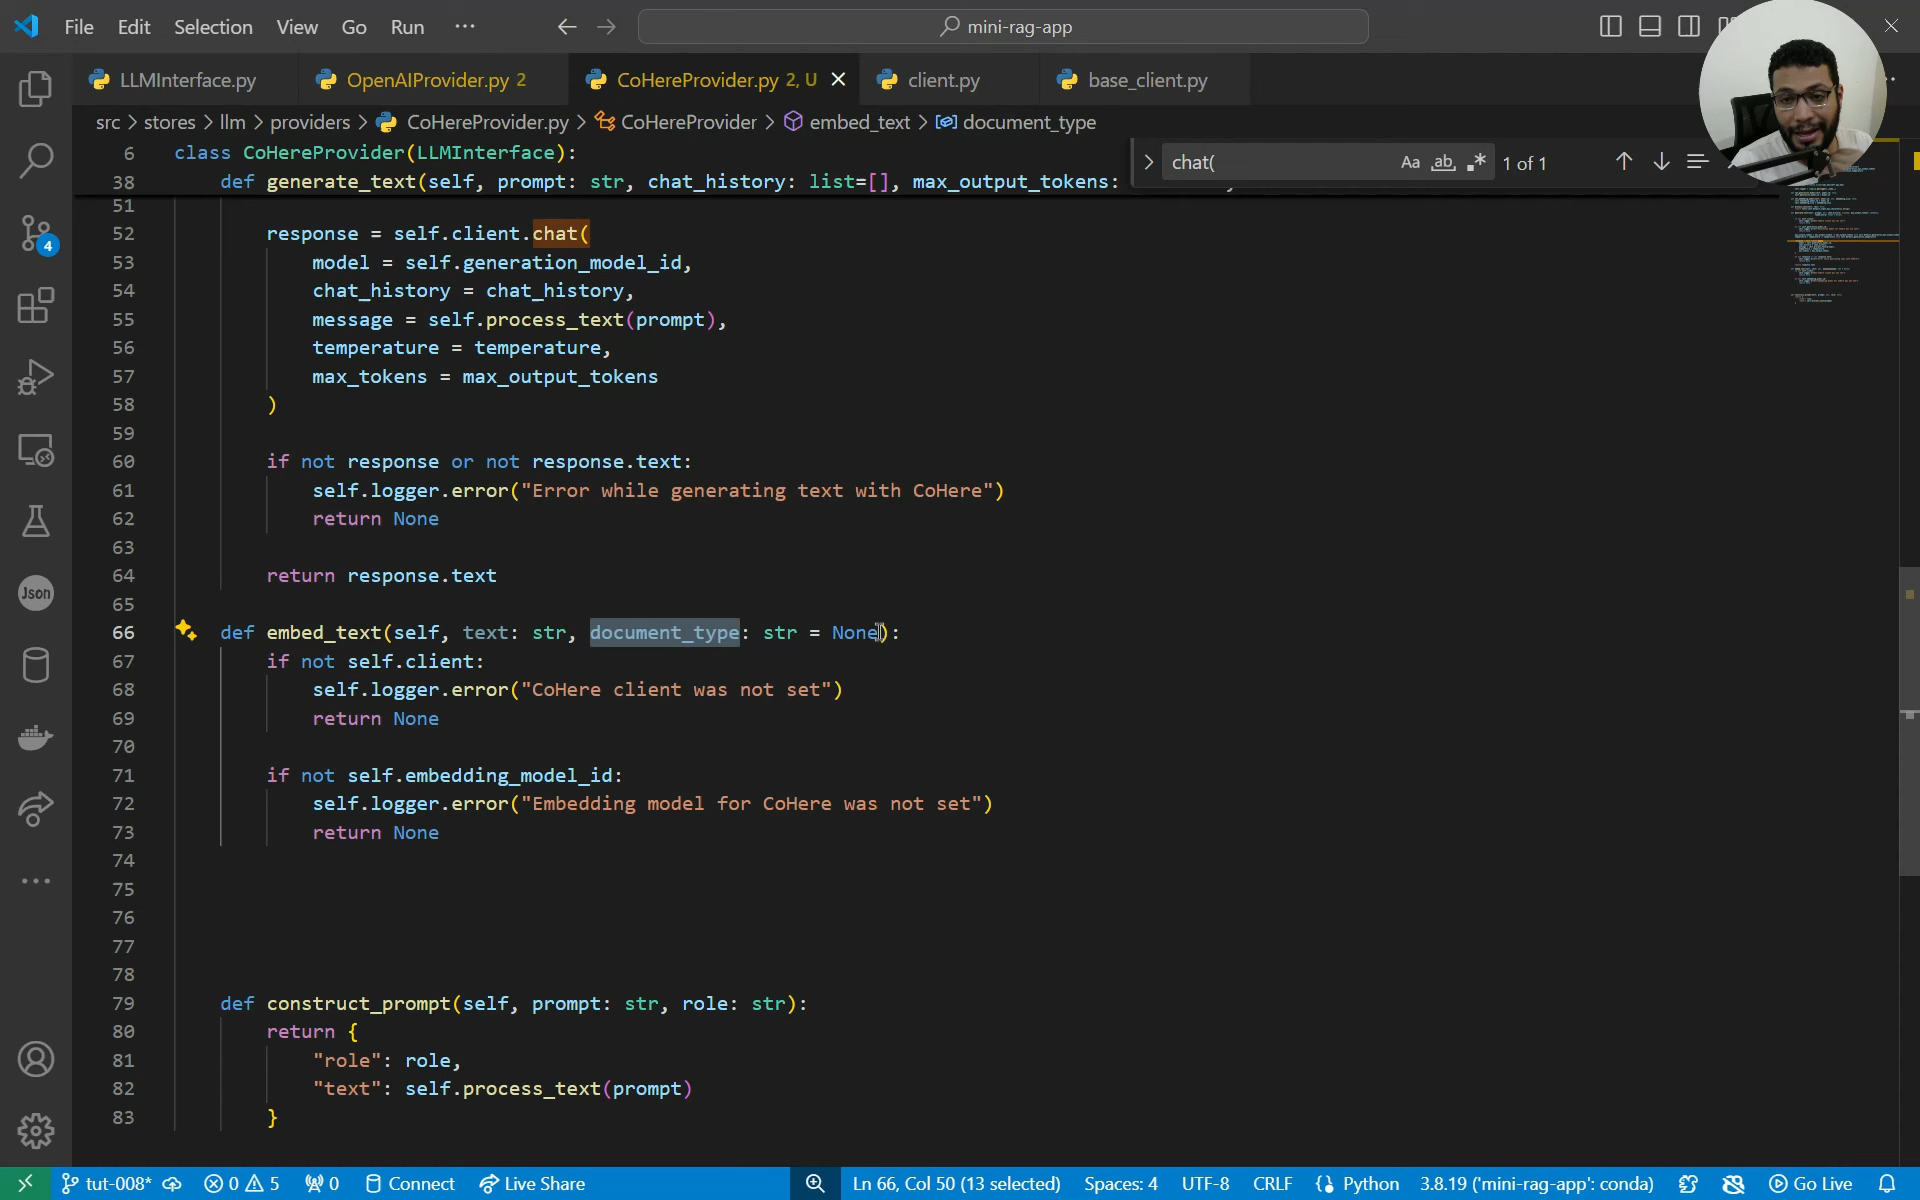 File Edit Selection View Go Run ··· mini-rag-app
LLMInterface.py OpenAIProvider.py 2 CoHereProvider.py 2, U client.py base_client.py
src > stores > llm > providers > CoHereProvider.py > CoHereProvider > embed_text > document_type
6 class CoHereProvider(LLMInterface):
38 def generate_text(self, prompt: str, chat_history: list=[], max_output_tokens:
chat( Aa ab 1 of 1
51
52 response = self.client.chat(
53 model = self.generation_model_id,
54 chat_history = chat_history,
55 message = self.process_text(prompt),
56 temperature = temperature,
57 max_tokens = max_output_tokens
58 )
59
60 if not response or not response.text:
61 self.logger.error("Error while generating text with CoHere")
62 return None
63
64 return response.text
65
66 def embed_text(self, text: str, document_type: str = None):
67 if not self.client:
68 self.logger.error("CoHere client was not set")
69 return None
70
71 if not self.embedding_model_id:
72 self.logger.error("Embedding model for CoHere was not set")
73 return None
74
75
76
77
78
79 def construct_prompt(self, prompt: str, role: str):
80 return {
81 "role": role,
82 "text": self.process_text(prompt)
83 }
4
Json
tut-008* 0 5 0 Connect Live Share Ln 66, Col 50 (13 selected) Spaces: 4 UTF-8 CRLF Python 3.8.19 ('mini-rag-app': conda) Go Live